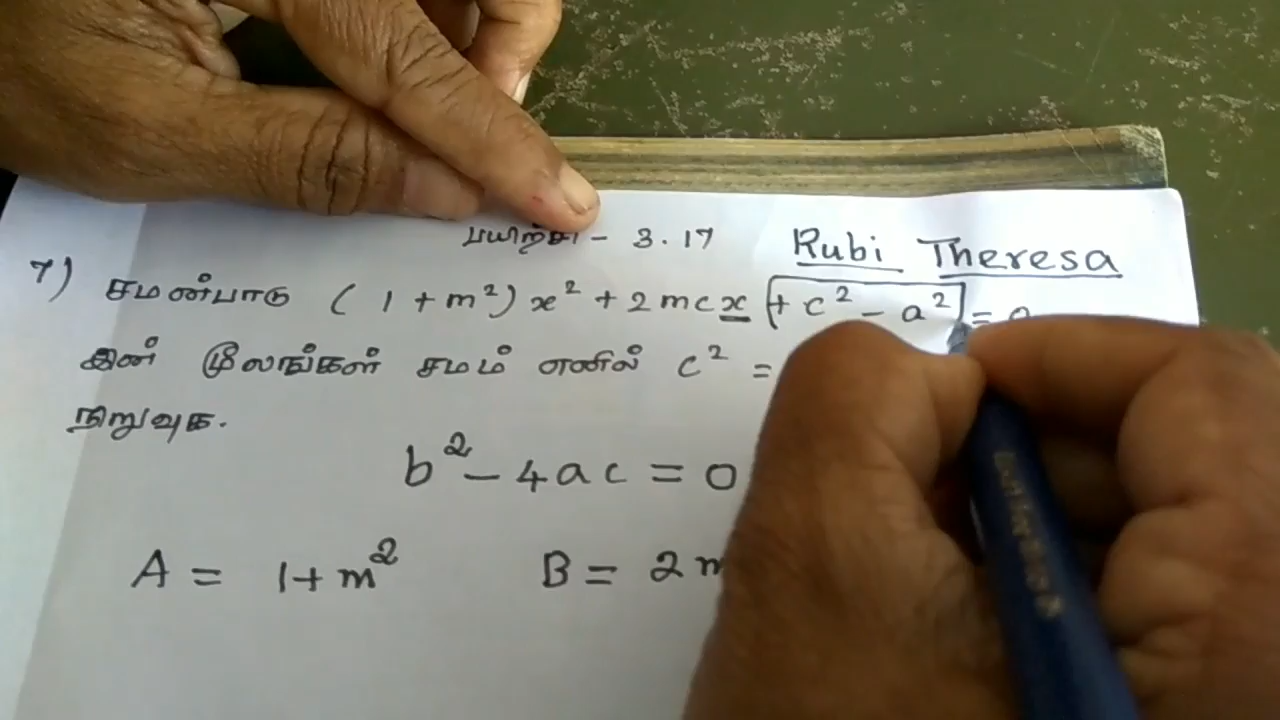 பயிற்சி - 3.17
Rubi Theresa
7) சமன்பாடு (1+m²)x² + 2mcx + c² - a² = 0
இன் மூலங்கள் சமம் எனில் c² =
நிறுவுக.
b² - 4ac = 0
A = 1+m² B = 2m